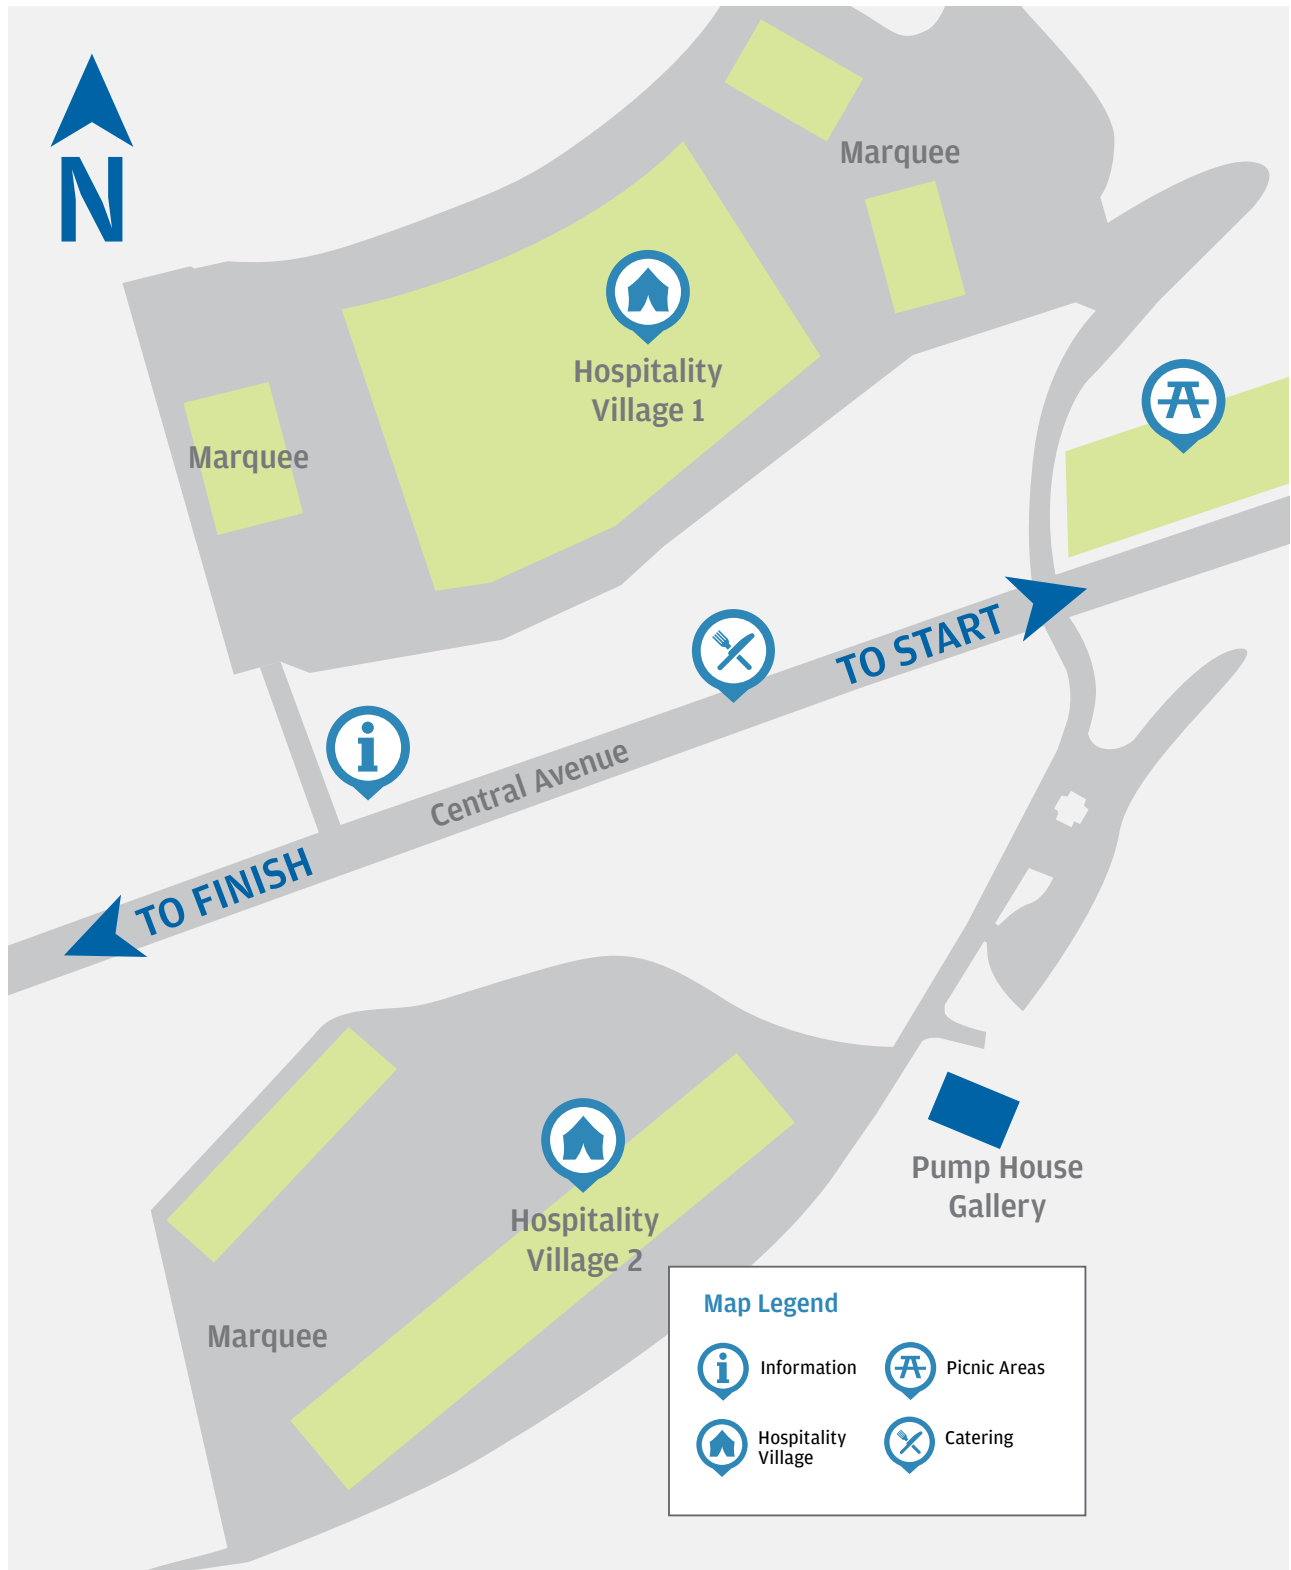 N
Marquee
Hospitality
Village 1
Marquee
TO START
Central Avenue
TO FINISH
Pump House
Gallery
Hospitality
Village 2
Marquee
Map Legend
Information
Picnic Areas
Hospitality
Village
Catering